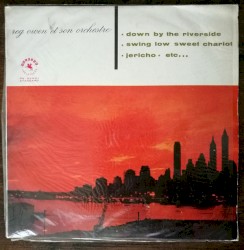 reg owen et son orchestre
• down by the riverside
• swing low sweet chariot
• jericho • etc...